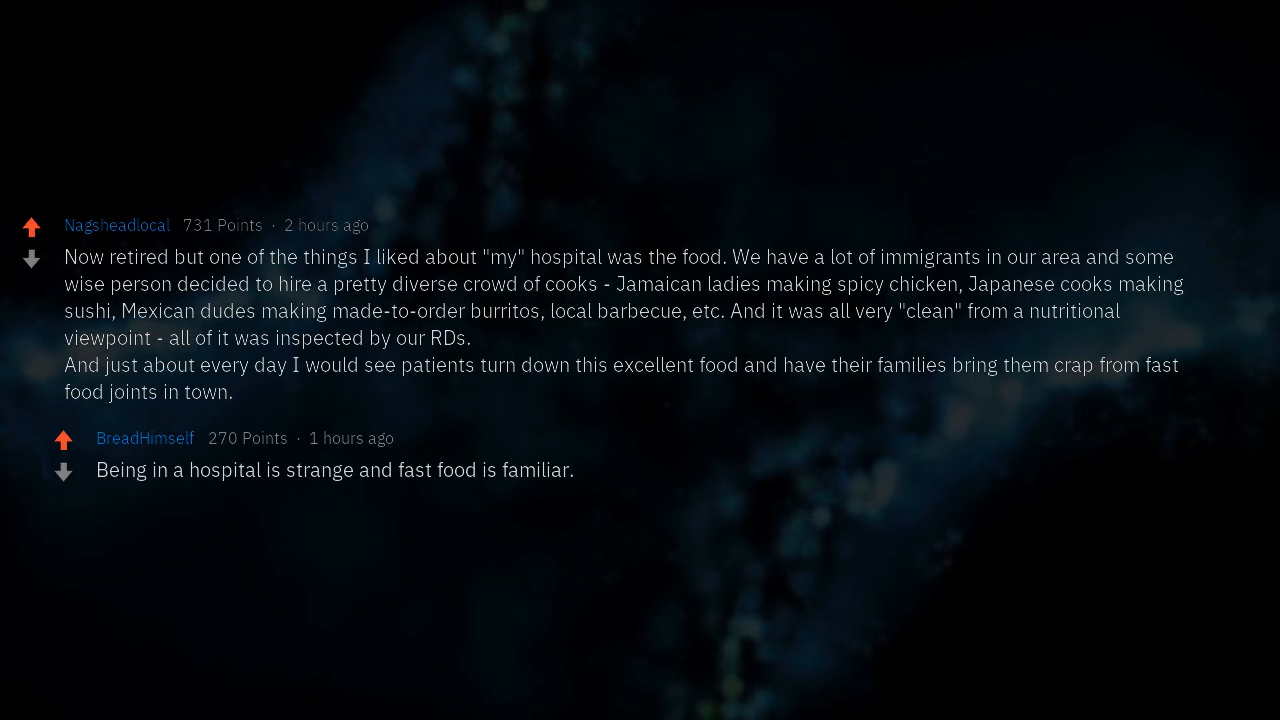 Nagsheadlocal 731 Points · 2 hours ago
Now retired but one of the things I liked about "my" hospital was the food. We have a lot of immigrants in our area and some
wise person decided to hire a pretty diverse crowd of cooks - Jamaican ladies making spicy chicken, Japanese cooks making
sushi, Mexican dudes making made-to-order burritos, local barbecue, etc. And it was all very "clean" from a nutritional
viewpoint - all of it was inspected by our RDs.
And just about every day I would see patients turn down this excellent food and have their families bring them crap from fast
food joints in town.
BreadHimself 270 Points · 1 hours ago
Being in a hospital is strange and fast food is familiar.